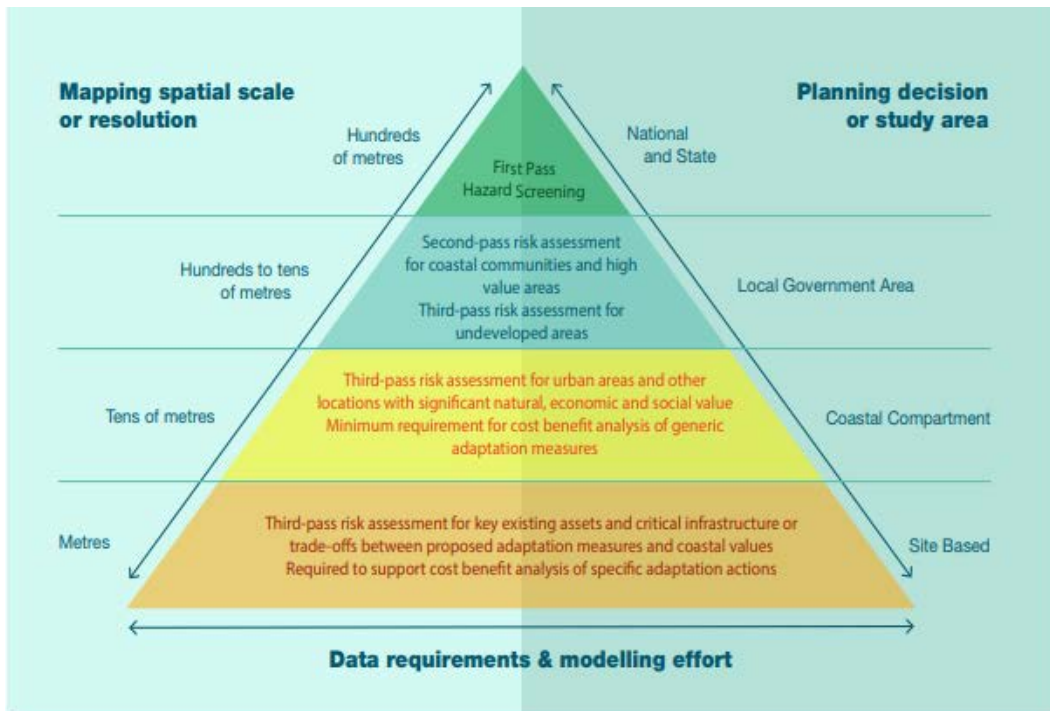 Mapping spatial scale
or resolution
Planning decision
or study area
Hundreds
of metres
National
and State
First Pass
Hazard Screening
Hundreds to tens
of metres
Second-pass risk assessment
for coastal communities and high
value areas
Third-pass risk assessment for
undeveloped areas
Local Government Area
Tens of metres
Third-pass risk assessment for urban areas and other
locations with significant natural, economic and social value
Minimum requirement for cost benefit analysis of generic
adaptation measures
Coastal Compartment
Metres
Third-pass risk assessment for key existing assets and critical infrastructure or
trade-offs between proposed adaptation measures and coastal values
Required to support cost benefit analysis of specific adaptation actions
Site Based
Data requirements & modelling effort